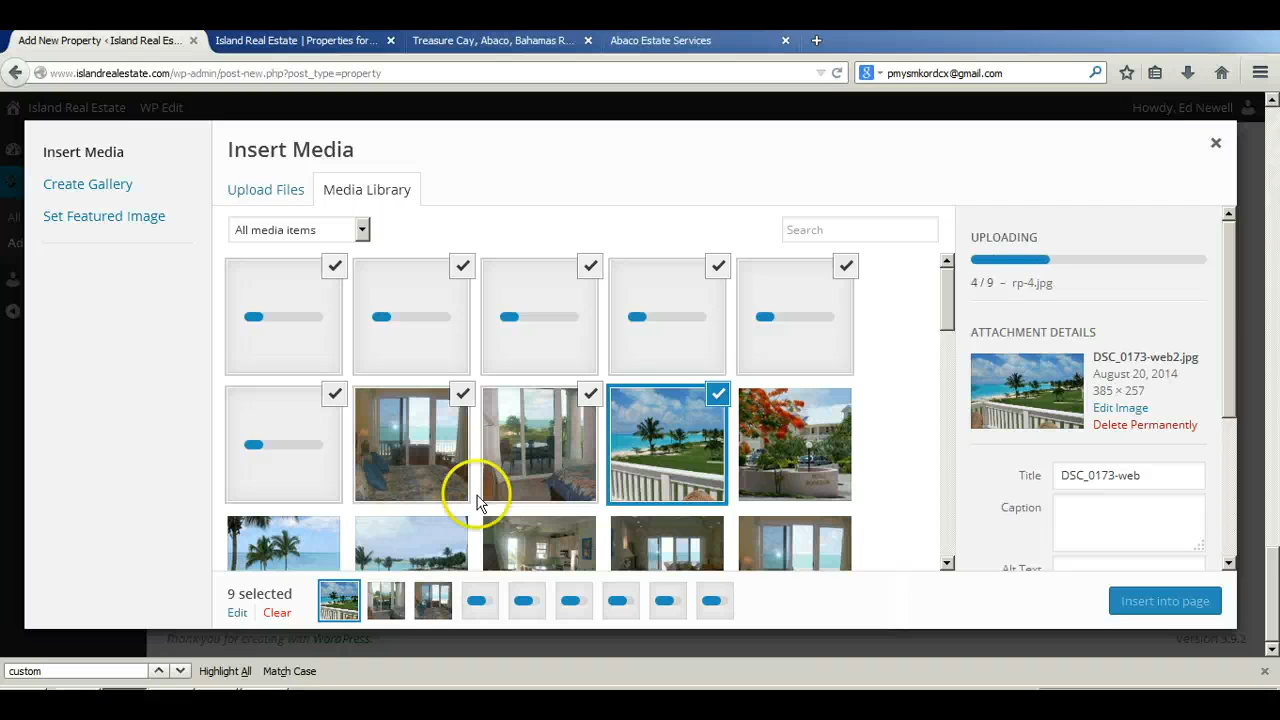 Add New Property ‹ Island Real Es...
Island Real Estate | Properties for...
Treasure Cay, Abaco, Bahamas R...
Abaco Estate Services
www.islandrealestate.com/wp-admin/post-new.php?post_type=property
pmysmkordcx@gmail.com
Island Real Estate
WP Edit
Howdy, Ed Newell
Insert Media
Create Gallery
Set Featured Image
Insert Media
Upload Files
Media Library
All media items
Search
UPLOADING
4 / 9 – rp-4.jpg
ATTACHMENT DETAILS
DSC_0173-web2.jpg
August 20, 2014
385 × 257
Edit Image
Delete Permanently
Title
DSC_0173-web
Caption
Alt Text
All
Ad
9 selected
Edit
Clear
Insert into page
Thank you for creating with WordPress.
Version 3.9.2
custom
Highlight All
Match Case